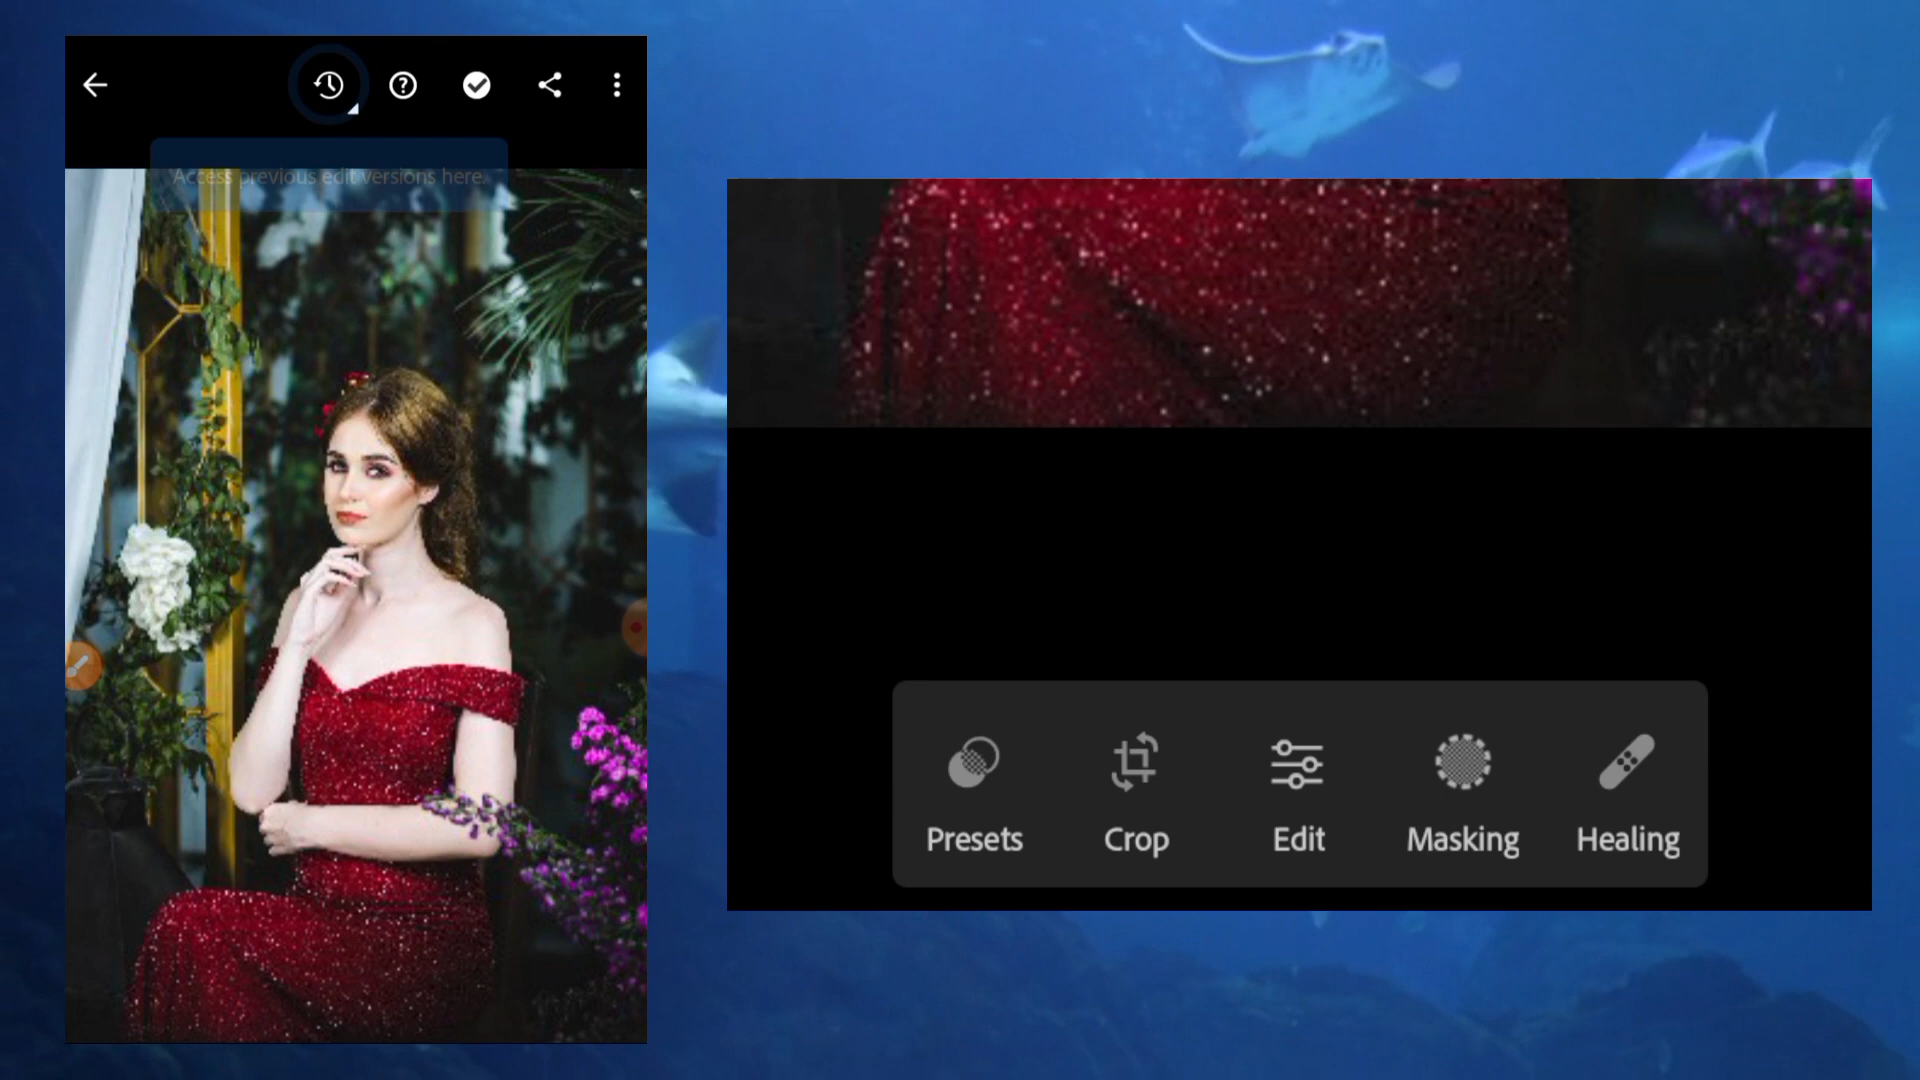 Access previous edit versions here.
Presets
Crop
Edit
Masking
Healing